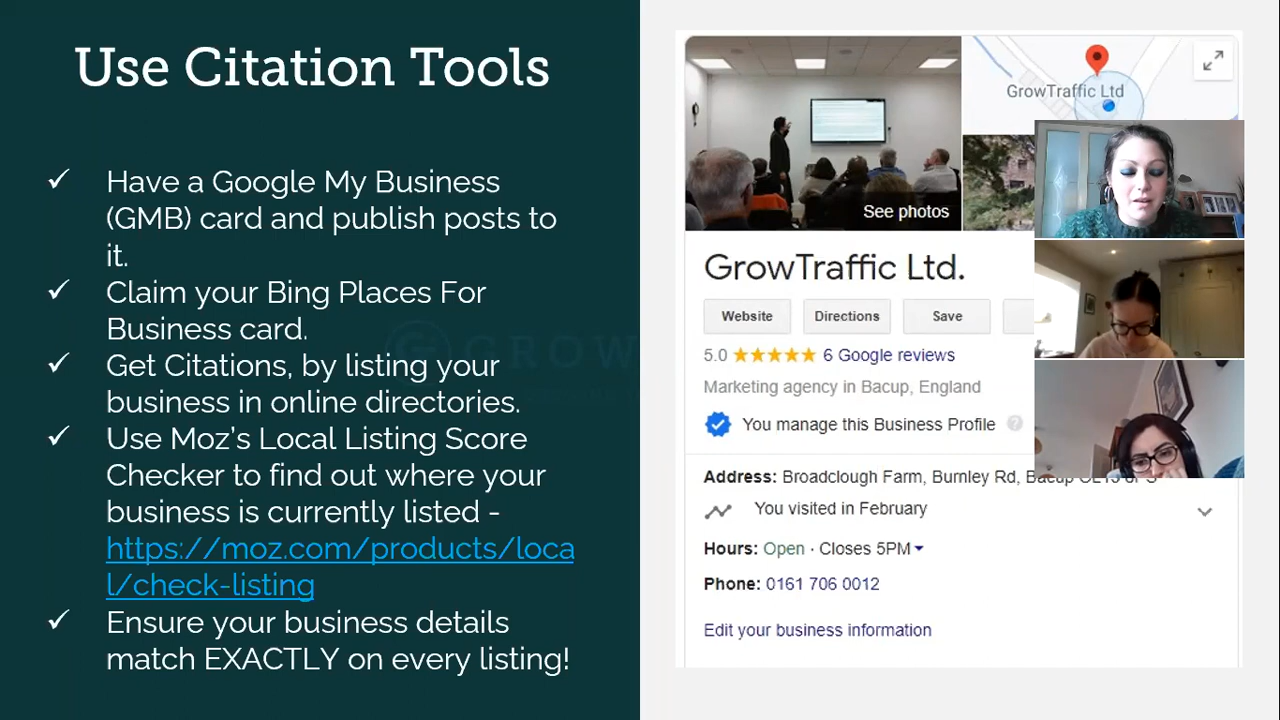 Use Citation Tools
✓ Have a Google My Business
(GMB) card and publish posts to
it.
✓ Claim your Bing Places For
Business card.
✓ Get Citations, by listing your
business in online directories.
✓ Use Moz’s Local Listing Score
Checker to find out where your
business is currently listed -
https://moz.com/products/loca
l/check-listing
✓ Ensure your business details
match EXACTLY on every listing!
GROW
GrowTraffic Ltd
See photos
GrowTraffic Ltd.
Website Directions Save
5.0 ★★★★★ 6 Google reviews
Marketing agency in Bacup, England
You manage this Business Profile ?
Address: Broadclough Farm, Burnley Rd,
You visited in February
Hours: Open · Closes 5PM
Phone: 0161 706 0012
Edit your business information